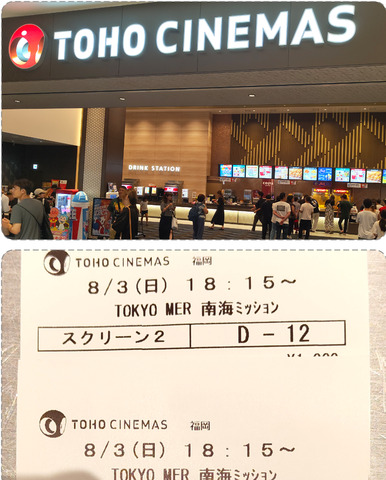 TOHO CINEMAS
DRINK STATION
TOHO CINEMAS 福岡
8/3(日) 18:15~
TOKYO MER 南海ミッション
スクリーン2 D-12
TOHO CINEMAS 福岡
8/3(日) 18:15~
TOKYO MER 南海ミッション